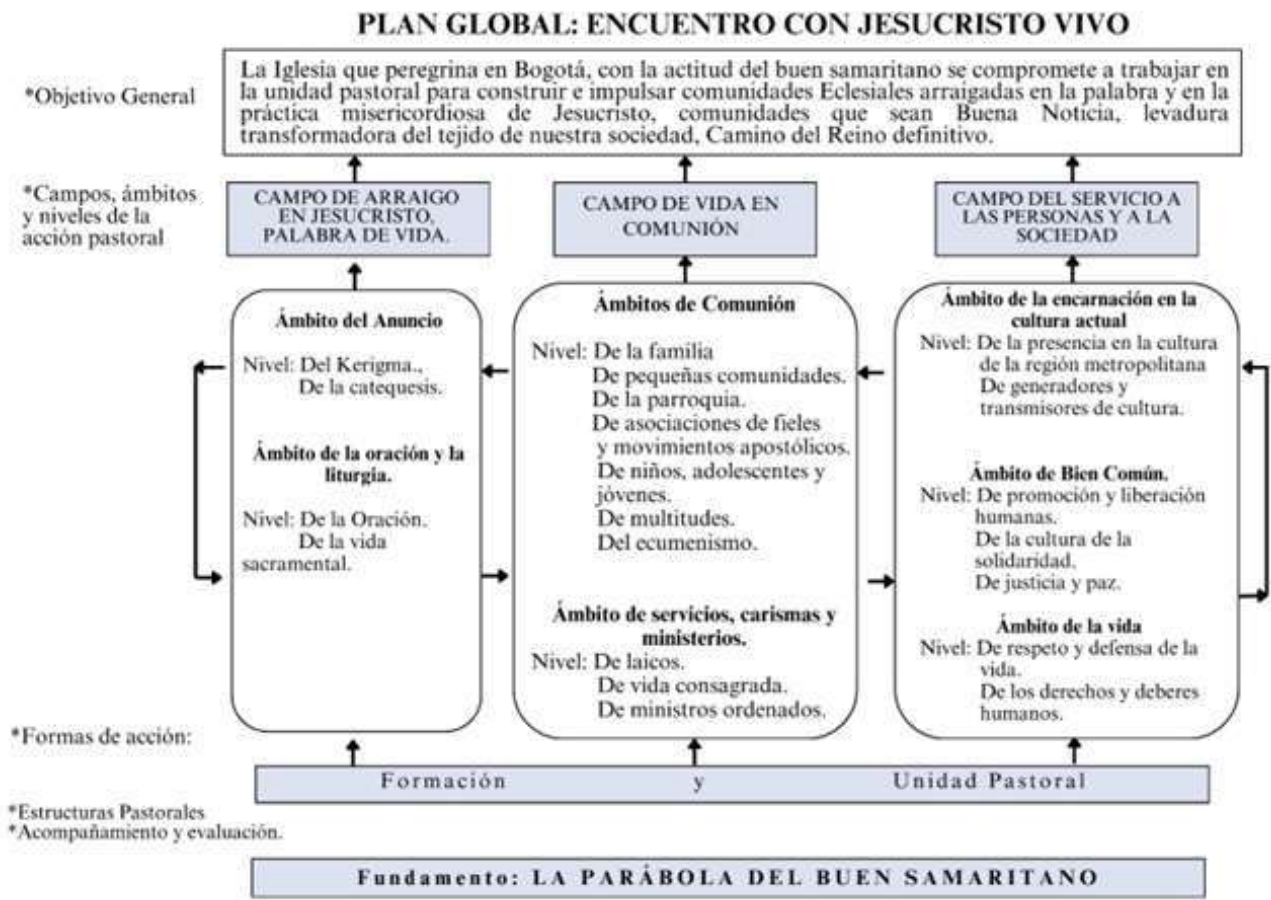 PLAN GLOBAL: ENCUENTRO CON JESUCRISTO VIVO
*Objetivo General
La Iglesia que peregrina en Bogotá, con la actitud del buen samaritano se compromete a trabajar en
la unidad pastoral para construir e impulsar comunidades Eclesiales arraigadas en la palabra y en la
práctica misericordiosa de Jesucristo, comunidades que sean Buena Noticia, levadura
transformadora del tejido de nuestra sociedad, Camino del Reino definitivo.
*Campos, ámbitos
y niveles de la
acción pastoral
CAMPO DE ARRAIGO
EN JESUCRISTO,
PALABRA DE VIDA.
CAMPO DE VIDA EN
COMUNIÓN
CAMPO DEL SERVICIO A
LAS PERSONAS Y A LA
SOCIEDAD
Ámbito del Anuncio
Nivel: Del Kerigma.,
De la catequesis.
Ámbito de la oración y la
liturgia.
Nivel: De la Oración.
De la vida
sacramental.
Ámbitos de Comunión
Nivel: De la familia
De pequeñas comunidades.
De la parroquia.
De asociaciones de fieles
y movimientos apostólicos.
De niños, adolescentes y
jóvenes.
De multitudes.
Del ecumenismo.
Ámbito de servicios, carismas y
ministerios.
Nivel: De laicos.
De vida consagrada.
De ministros ordenados.
Ámbito de la encarnación en la
cultura actual
Nivel: De la presencia en la cultura
de la región metropolitana
De generadores y
transmisores de cultura.
Ámbito de Bien Común.
Nivel: De promoción y liberación
humanas.
De la cultura de la
solidaridad.
De justicia y paz.
Ámbito de la vida
Nivel: De respeto y defensa de la
vida.
De los derechos y deberes
humanos.
*Formas de acción:
Formación y Unidad Pastoral
*Estructuras Pastorales
*Acompañamiento y evaluación.
Fundamento: LA PARÁBOLA DEL BUEN SAMARITANO